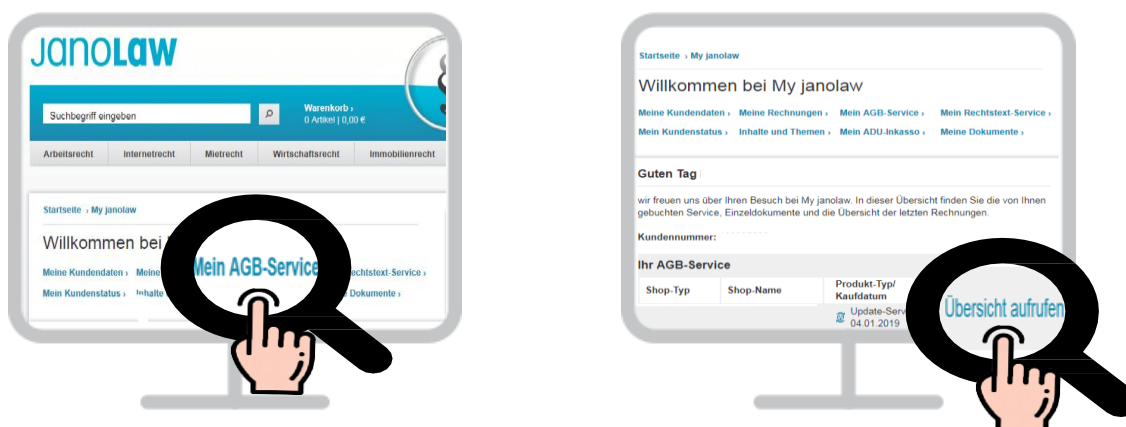 JANOLAW
Suchbegriff eingeben
Warenkorb ›
0 Artikel | 0,00 €
Arbeitsrecht Internetrecht Mietrecht Wirtschaftsrecht Immobilienrecht
Startseite › My janolaw
Willkommen bei
Meine Kundendaten › Meine
Mein AGB-Service
echtstext-Service ›
Mein Kundenstatus › Inhalte
Dokumente ›
Startseite › My janolaw
Willkommen bei My janolaw
Meine Kundendaten › Meine Rechnungen › Mein AGB-Service › Mein Rechtstext-Service ›
Mein Kundenstatus › Inhalte und Themen › Mein ADU-Inkasso › Meine Dokumente ›
Guten Tag
wir freuen uns über Ihren Besuch bei My janolaw. In dieser Übersicht finden Sie die von Ihnen
gebuchten Service, Einzeldokumente und die Übersicht der letzten Rechnungen.
Kundennummer:
Ihr AGB-Service
Shop-Typ Shop-Name Produkt-Typ/
Kaufdatum
Update-Serv
04.01.2019
Übersicht aufrufen